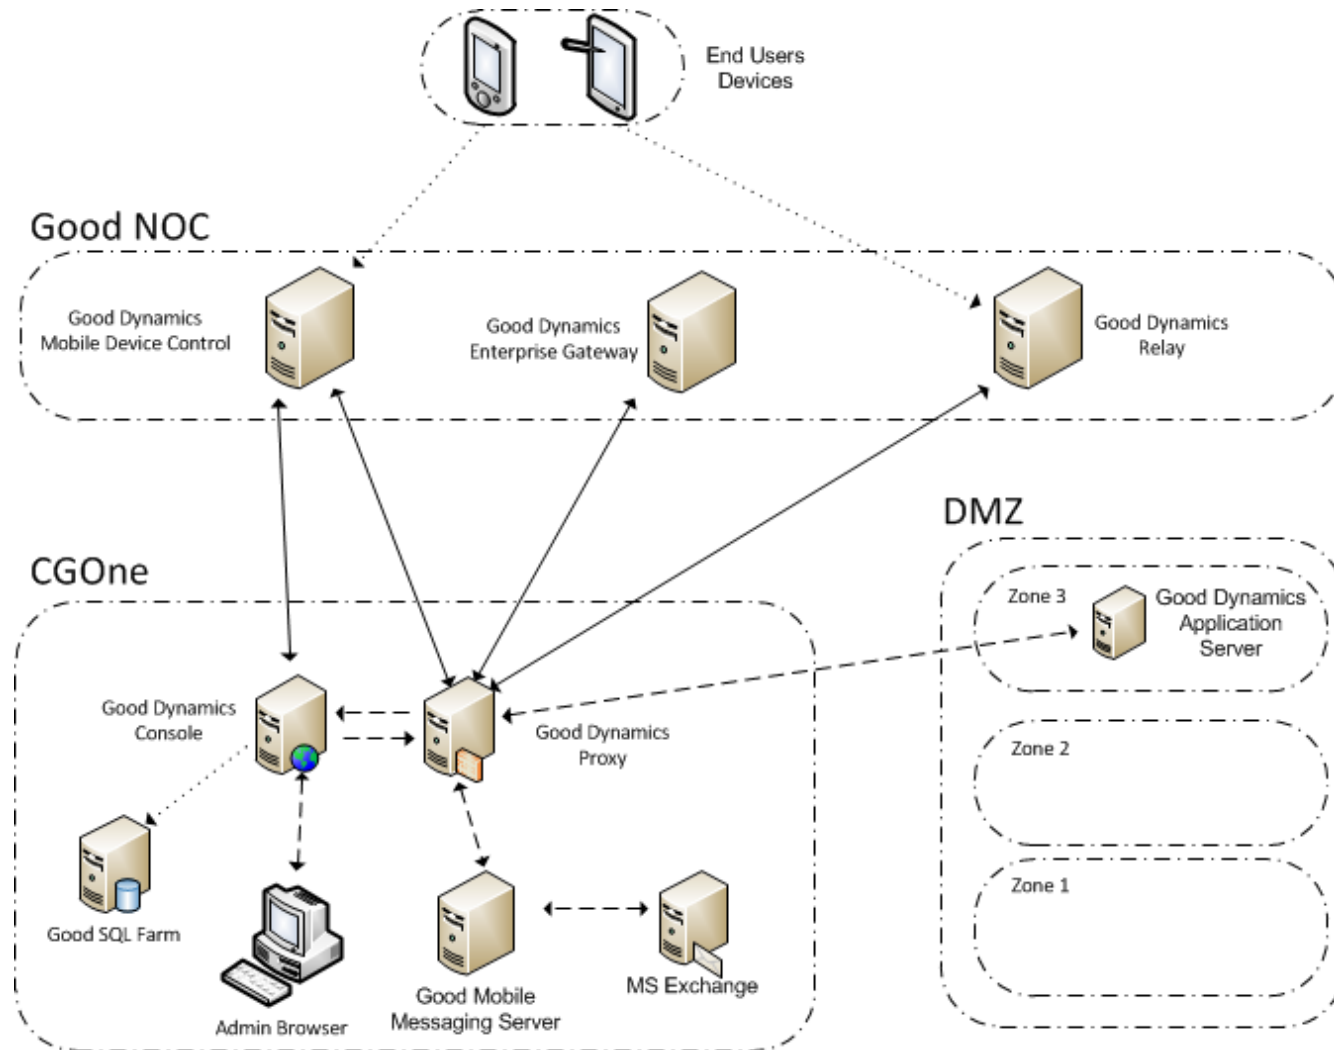 End Users
Devices
Good NOC
Good Dynamics
Mobile Device Control
Good Dynamics
Enterprise Gateway
Good Dynamics
Relay
DMZ
CGOne
Zone 3
Good Dynamics
Application
Server
Good Dynamics
Console
Good Dynamics
Proxy
Zone 2
Zone 1
Good SQL Farm
Admin Browser
Good Mobile
Messaging Server
MS Exchange